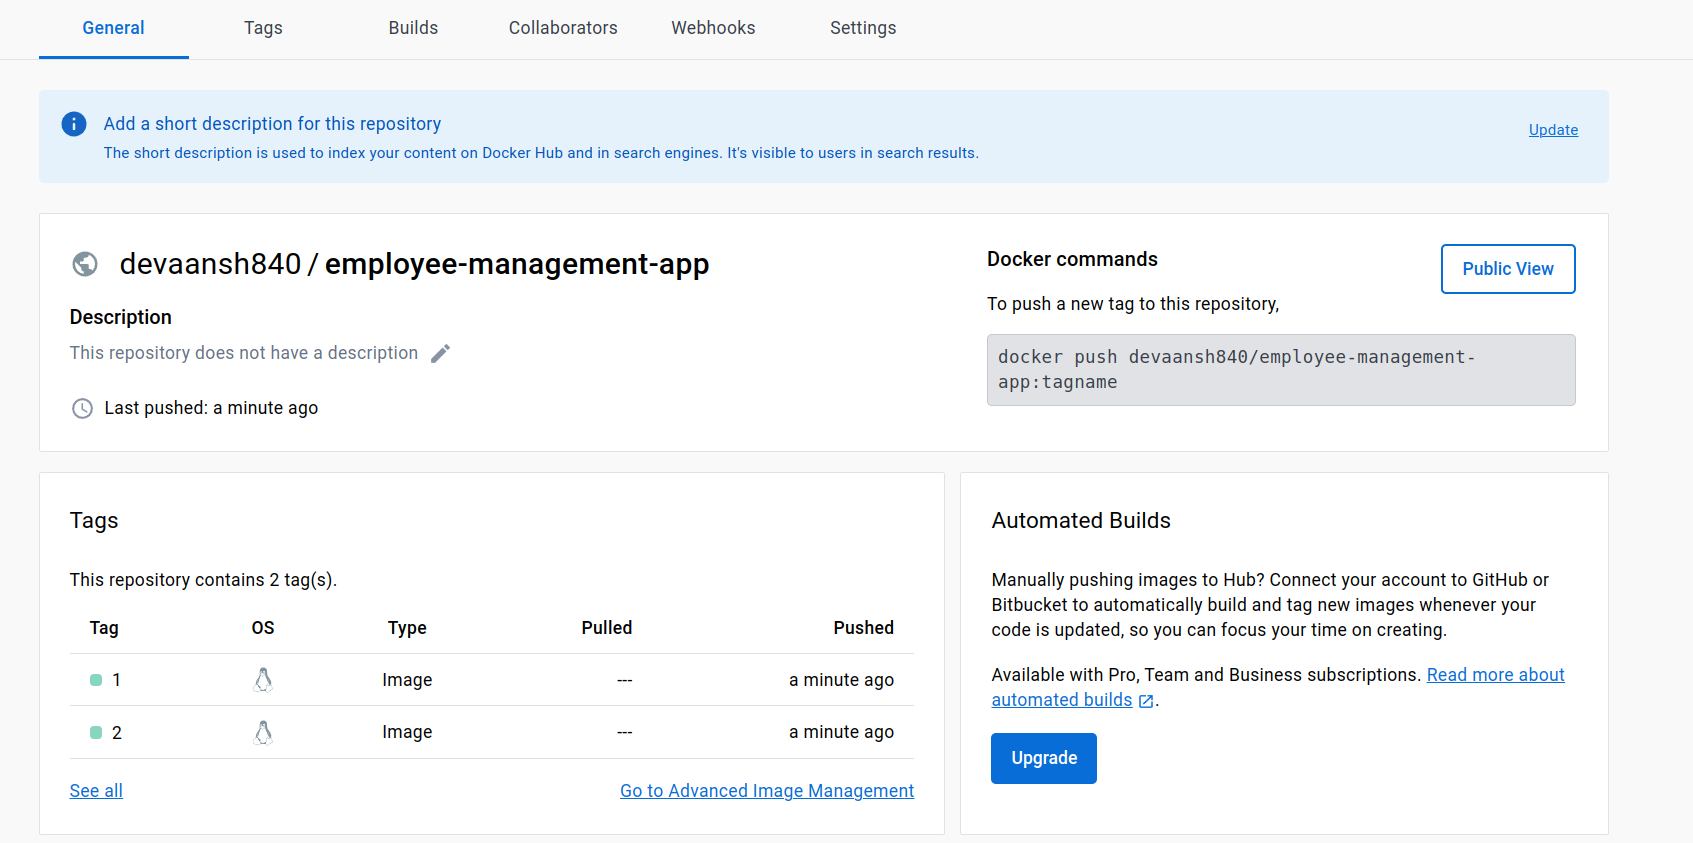 General Tags Builds Collaborators Webhooks Settings
Add a short description for this repository
Update
The short description is used to index your content on Docker Hub and in search engines. It's visible to users in search results.
devaansh840 / employee-management-app
Description
This repository does not have a description
Last pushed: a minute ago
Docker commands
Public View
To push a new tag to this repository,
docker push devaansh840/employee-management-
app:tagname
Tags
This repository contains 2 tag(s).
Tag OS Type Pulled Pushed
1 Image --- a minute ago
2 Image --- a minute ago
See all Go to Advanced Image Management
Automated Builds
Manually pushing images to Hub? Connect your account to GitHub or
Bitbucket to automatically build and tag new images whenever your
code is updated, so you can focus your time on creating.
Available with Pro, Team and Business subscriptions. Read more about
automated builds .
Upgrade